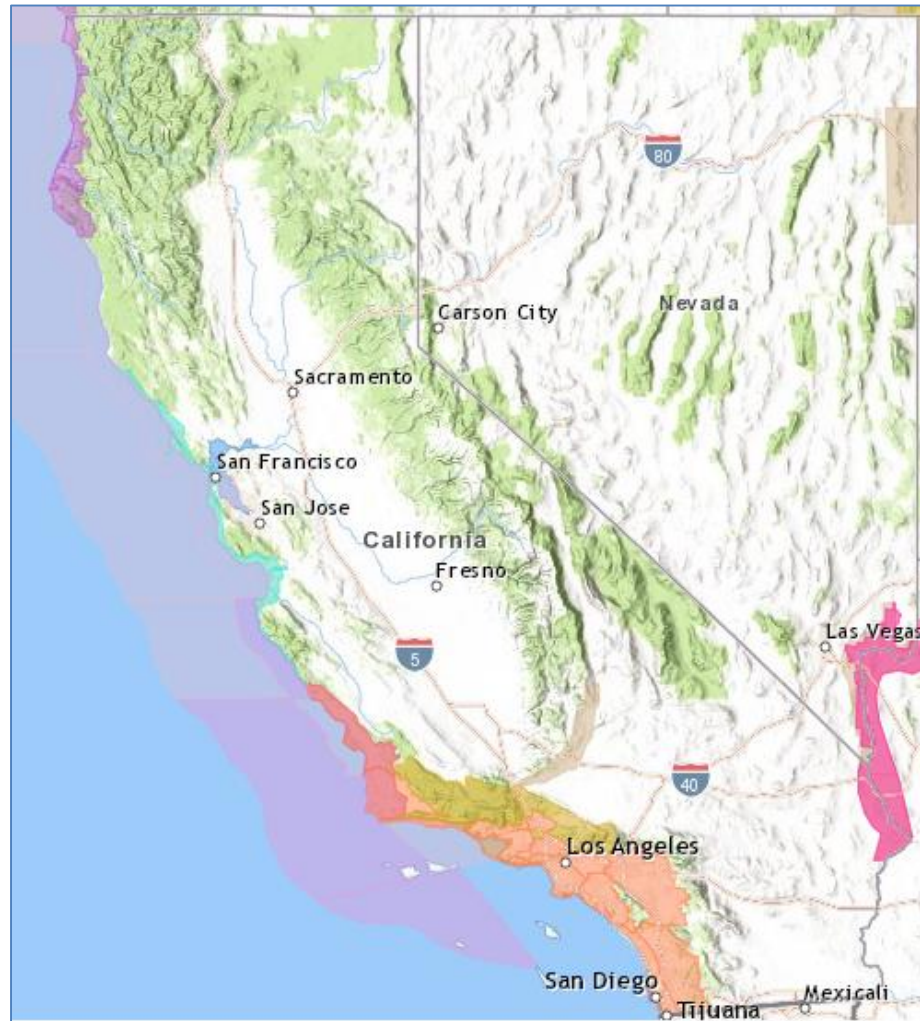 80
Nevada
Carson City
Sacramento
San Francisco
San Jose
California
Fresno
Las Vegas
5
40
Los Angeles
San Diego
Mexicali
Tijuana